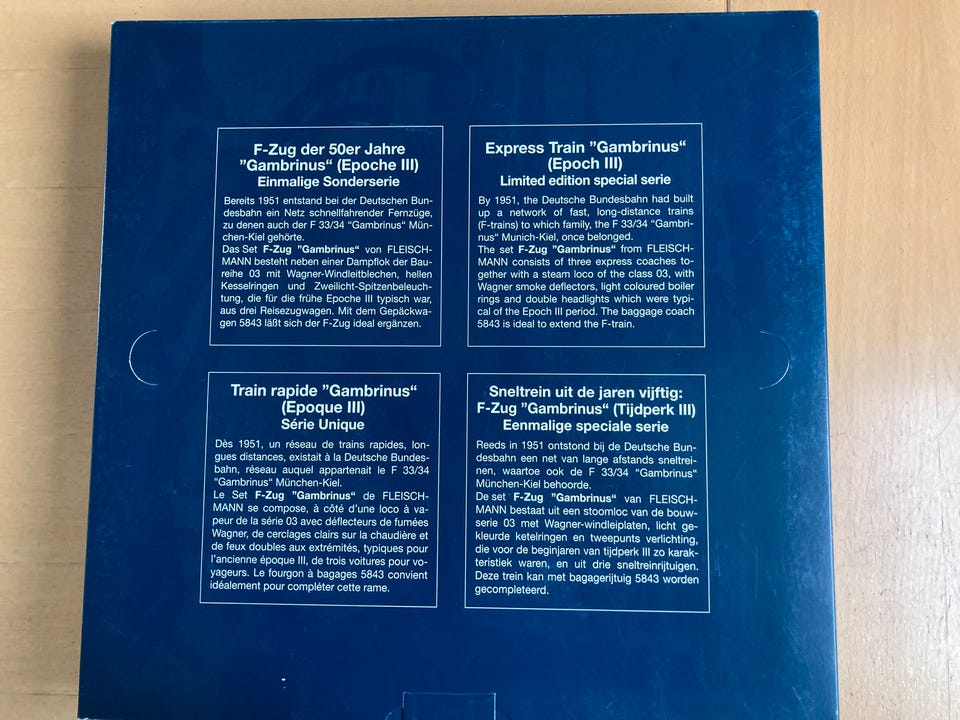 F-Zug der 50er Jahre
"Gambrinus“ (Epoche III)
Einmalige Sonderserie
Bereits 1951 entstand bei der Deutschen Bun-
desbahn ein Netz schnellfahrender Fernzüge,
zu denen auch der F 33/34 “Gambrinus“ Mün-
chen-Kiel gehörte.
Das Set F-Zug "Gambrinus“ von FLEISCH-
MANN besteht neben einer Dampflok der Bau-
reihe 03 mit Wagner-Windleitblechen, hellen
Kesselringen und Zweilicht-Spitzenbeleuch-
tung, die für die frühe Epoche III typisch war,
aus drei Reisezugwagen. Mit dem Gepäckwa-
gen 5843 läßt sich der F-Zug ideal ergänzen.
Express Train "Gambrinus“
(Epoch III)
Limited edition special serie
By 1951, the Deutsche Bundesbahn had built
up a network of fast, long-distance trains
(F-trains) to which family, the F 33/34 “Gambri-
nus“ Munich-Kiel, once belonged.
The set F-Zug "Gambrinus“ from FLEISCH-
MANN consists of three express coaches to-
gether with a steam loco of the class 03, with
Wagner smoke deflectors, light coloured boiler
rings and double headlights which were typi-
cal of the Epoch III period. The baggage coach
5843 is ideal to extend the F-train.
Train rapide "Gambrinus“
(Epoque III)
Série Unique
Dès 1951, un réseau de trains rapides, lon-
gues distances, existait à la Deutsche Bundes-
bahn, réseau auquel appartenait le F 33/34
“Gambrinus“ München-Kiel.
Le Set F-Zug "Gambrinus“ de FLEISCH-
MANN se compose, à côté d'une loco à va-
peur de la série 03 avec déflecteurs de fumées
Wagner, de cerclages clairs sur la chaudière et
de feux doubles aux extrémités, typiques pour
l'ancienne époque III, de trois voitures pour vo-
yageurs. Le fourgon à bagages 5843 convient
idéalement pour compléter cette rame.
Sneltrein uit de jaren vijftig:
F-Zug "Gambrinus“ (Tijdperk III)
Eenmalige speciale serie
Reeds in 1951 ontstond bij de Deutsche Bun-
desbahn een net van lange afstands sneltrei-
nen, waartoe ook de F 33/34 “Gambrinus“
München-Kiel behoorde.
De set F-Zug "Gambrinus“ van FLEISCH-
MANN bestaat uit een stoomloc van de bouw-
serie 03 met Wagner-windleiplaten, licht ge-
kleurde ketelringen en tweepunts verlichting,
die voor de beginjaren van tijdperk III zo karak-
teristiek waren, en uit drie sneltreinrijtuigen.
Deze trein kan met bagagerijtuig 5843 worden
gecompleteerd.